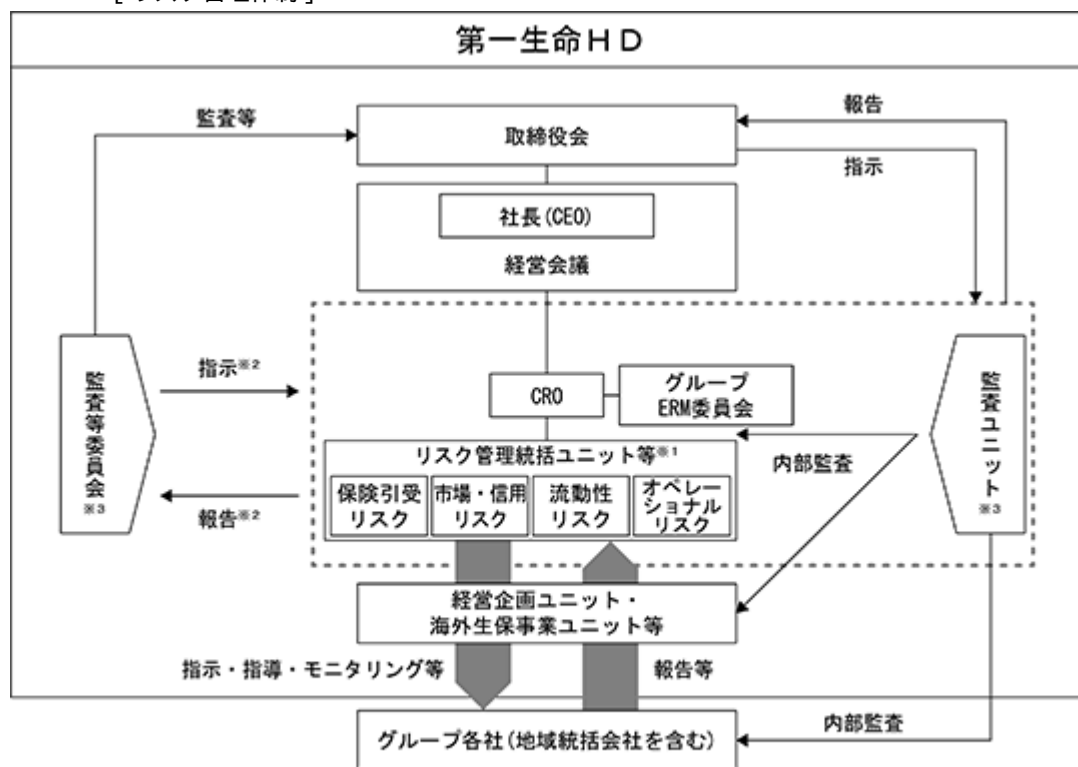 [リスク管理体制]
第一生命ＨＤ
監査等
取締役会
報告
指示
社長(CEO)
経営会議
監査等委員会
※3
指示※2
報告※2
CRO
グループ
ERM委員会
リスク管理統括ユニット等※1
保険引受
リスク
市場・信用
リスク
流動性
リスク
オペレー
ショナル
リスク
内部監査
監査ユニット
※3
経営企画ユニット・
海外生保事業ユニット等
指示・指導・モニタリング等
報告等
内部監査
グループ各社(地域統括会社を含む)